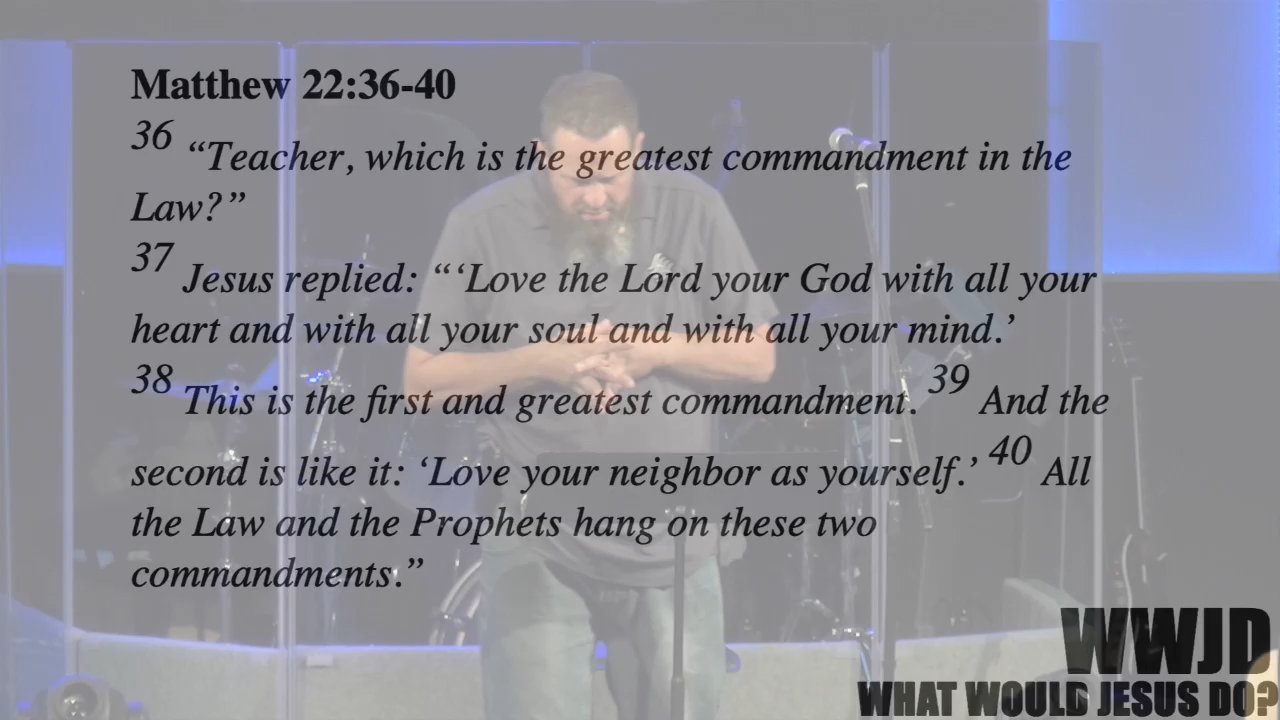 Matthew 22:36-40
36 “Teacher, which is the greatest commandment in the
Law?”
37 Jesus replied: “‘Love the Lord your God with all your
heart and with all your soul and with all your mind.’
38 This is the first and greatest commandment. 39 And the
second is like it: ‘Love your neighbor as yourself.’ 40 All
the Law and the Prophets hang on these two
commandments.”
WWJD
WHAT WOULD JESUS DO?